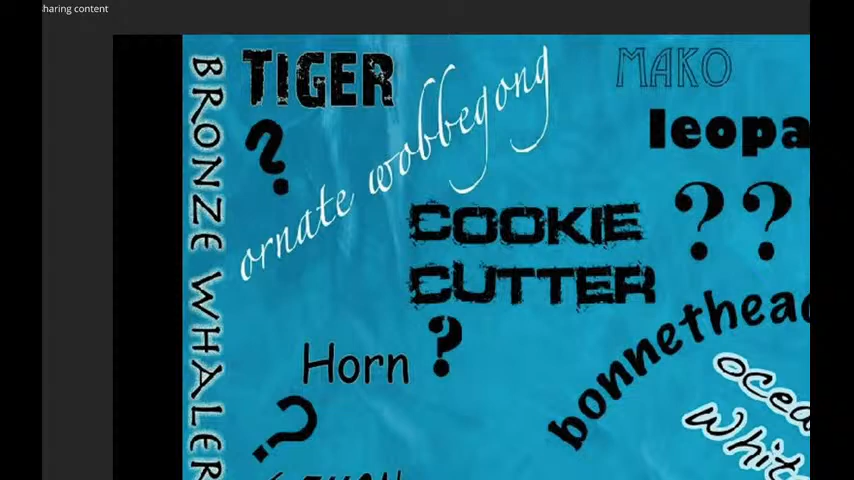 haring content
BRONZE WHALER
TIGER
MAKO
?
ornate wobbegong
leopa
COOKIE
CUTTER
? ?
?
Horn
bonnethead
ocea
Whit
?